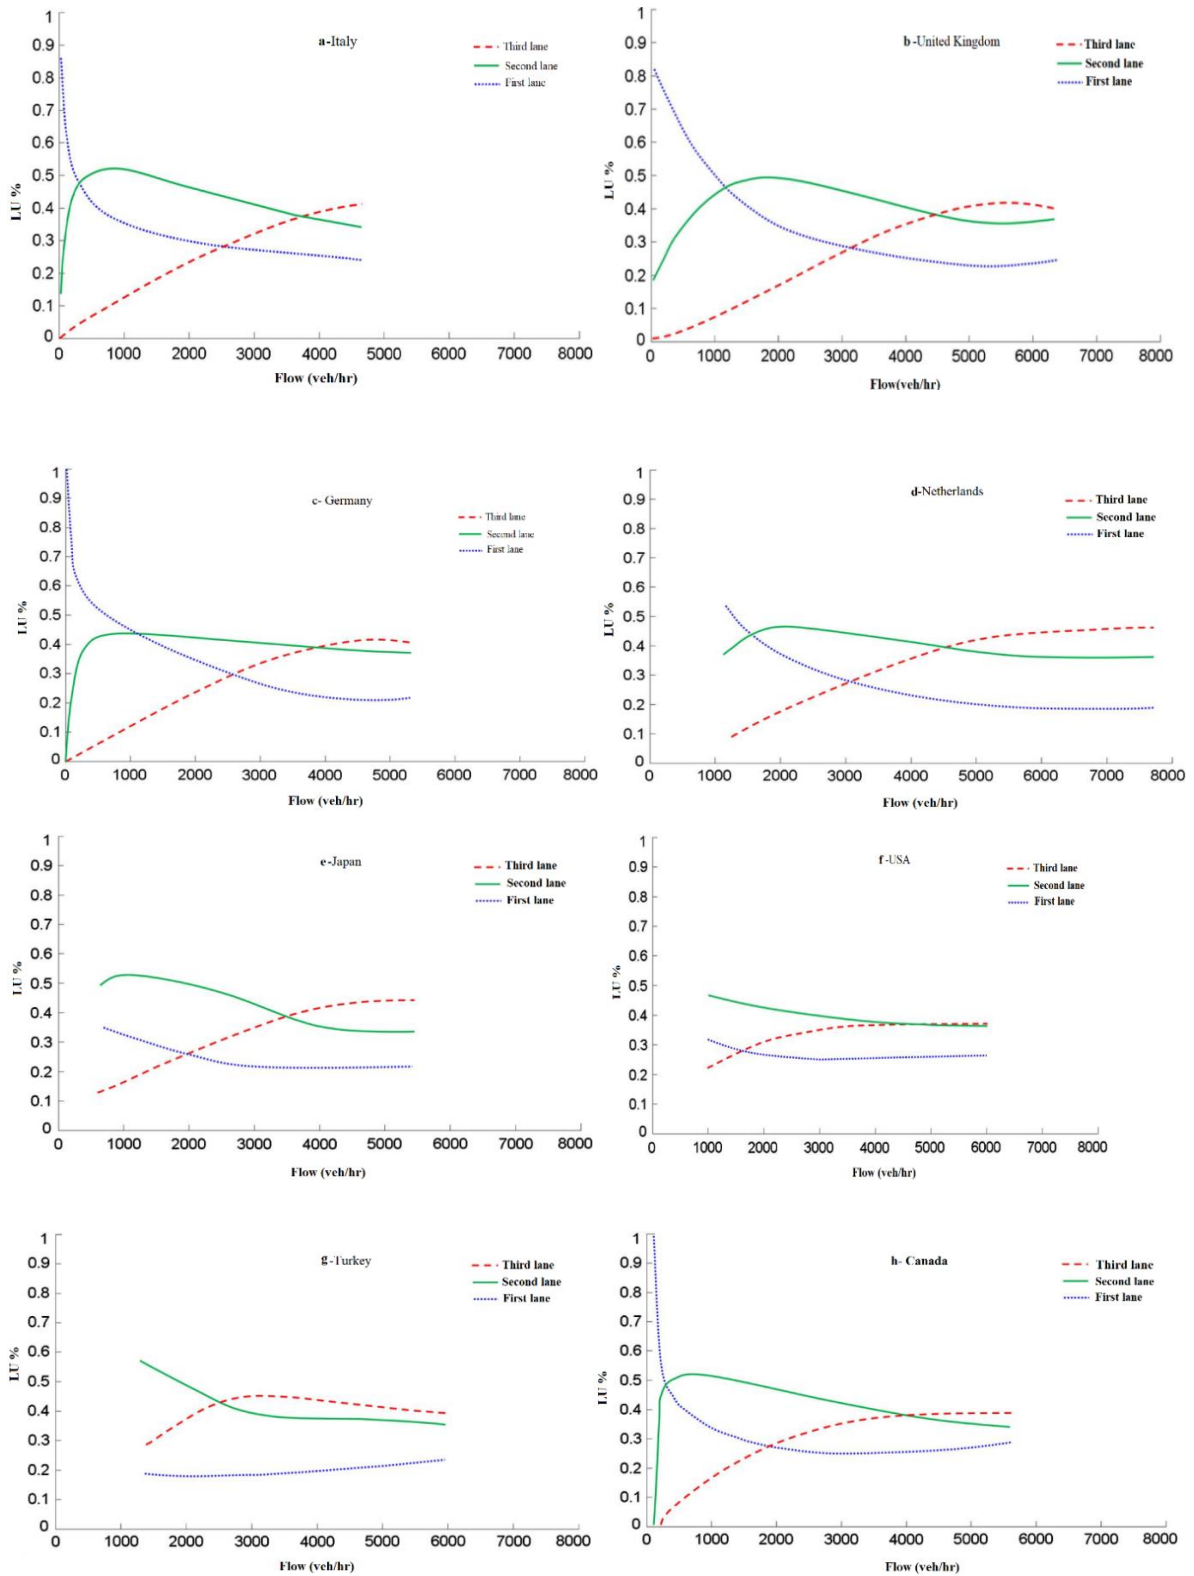 a-Italy
Third lane
Second lane
First lane
1
0.9
0.8
0.7
0.6
0.5
0.4
0.3
0.2
0.1
0
LU %
0 1000 2000 3000 4000 5000 6000 7000 8000
Flow (veh/hr)
b-United Kingdom
Third lane
Second lane
First lane
1
0.9
0.8
0.7
0.6
0.5
0.4
0.3
0.2
0.1
0
LU %
0 1000 2000 3000 4000 5000 6000 7000 8000
Flow(veh/hr)
c- Germany
Third lane
Second lane
First lane
1
0.9
0.8
0.7
0.6
0.5
0.4
0.3
0.2
0.1
0
LU %
0 1000 2000 3000 4000 5000 6000 7000 8000
Flow (veh/hr)
d-Netherlands
Third lane
Second lane
First lane
1
0.9
0.8
0.7
0.6
0.5
0.4
0.3
0.2
0.1
0
LU %
0 1000 2000 3000 4000 5000 6000 7000 8000
Flow (veh/hr)
e-Japan
Third lane
Second lane
First lane
1
0.9
0.8
0.7
0.6
0.5
0.4
0.3
0.2
0.1
0
LU %
0 1000 2000 3000 4000 5000 6000 7000 8000
Flow (veh/hr)
f-USA
Third lane
Second lane
First lane
1
0.9
0.8
0.7
0.6
0.5
0.4
0.3
0.2
0.1
0
LU %
0 1000 2000 3000 4000 5000 6000 7000 8000
Flow (veh/hr)
g-Turkey
Third lane
Second lane
First lane
1
0.9
0.8
0.7
0.6
0.5
0.4
0.3
0.2
0.1
0
LU %
0 1000 2000 3000 4000 5000 6000 7000 8000
Flow (veh/hr)
h- Canada
Third lane
Second lane
First lane
1
0.9
0.8
0.7
0.6
0.5
0.4
0.3
0.2
0.1
0
LU %
0 1000 2000 3000 4000 5000 6000 7000 8000
Flow (veh/hr)